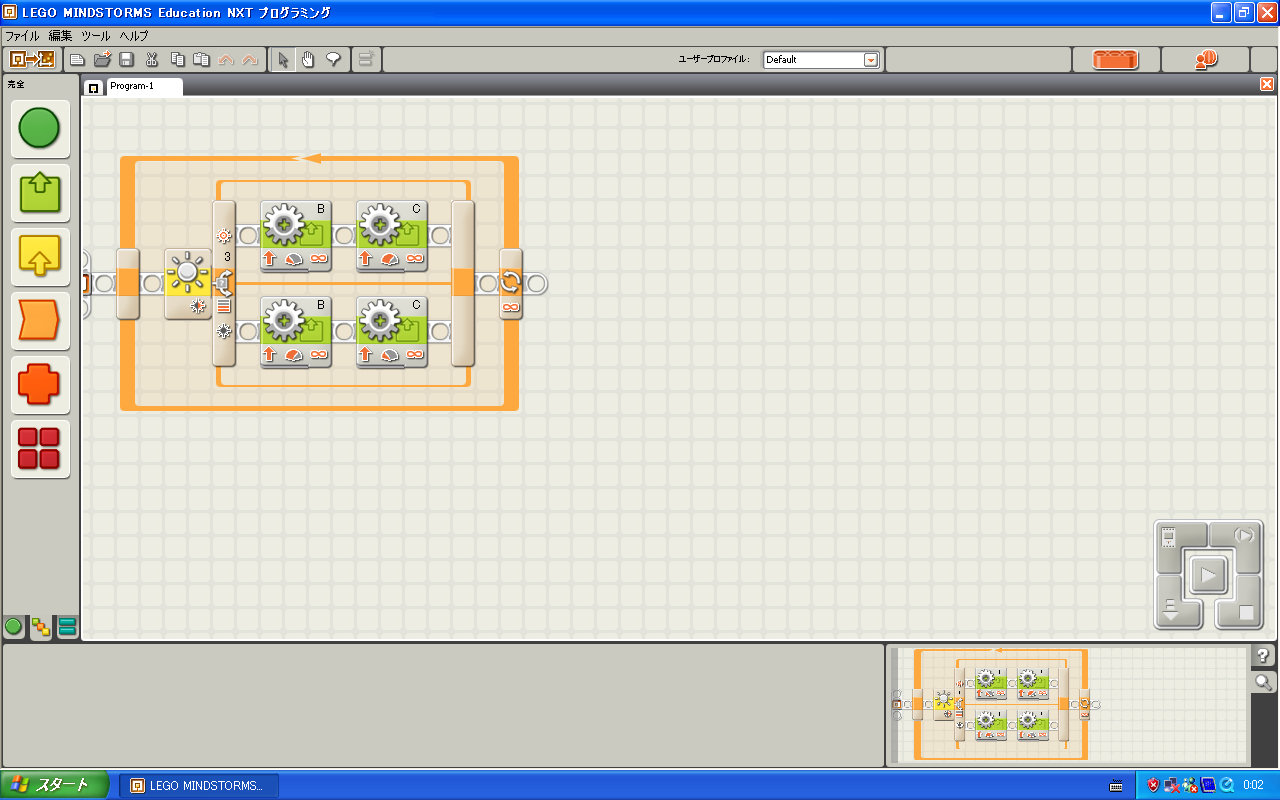 LEGO MINDSTORMS Education NXT プログラミング
ファイル 編集 ツール ヘルプ
ユーザープロファイル: Default
完全
Program-1
B C
3
B C
?
スタート
LEGO MINDSTORMS...
0:02